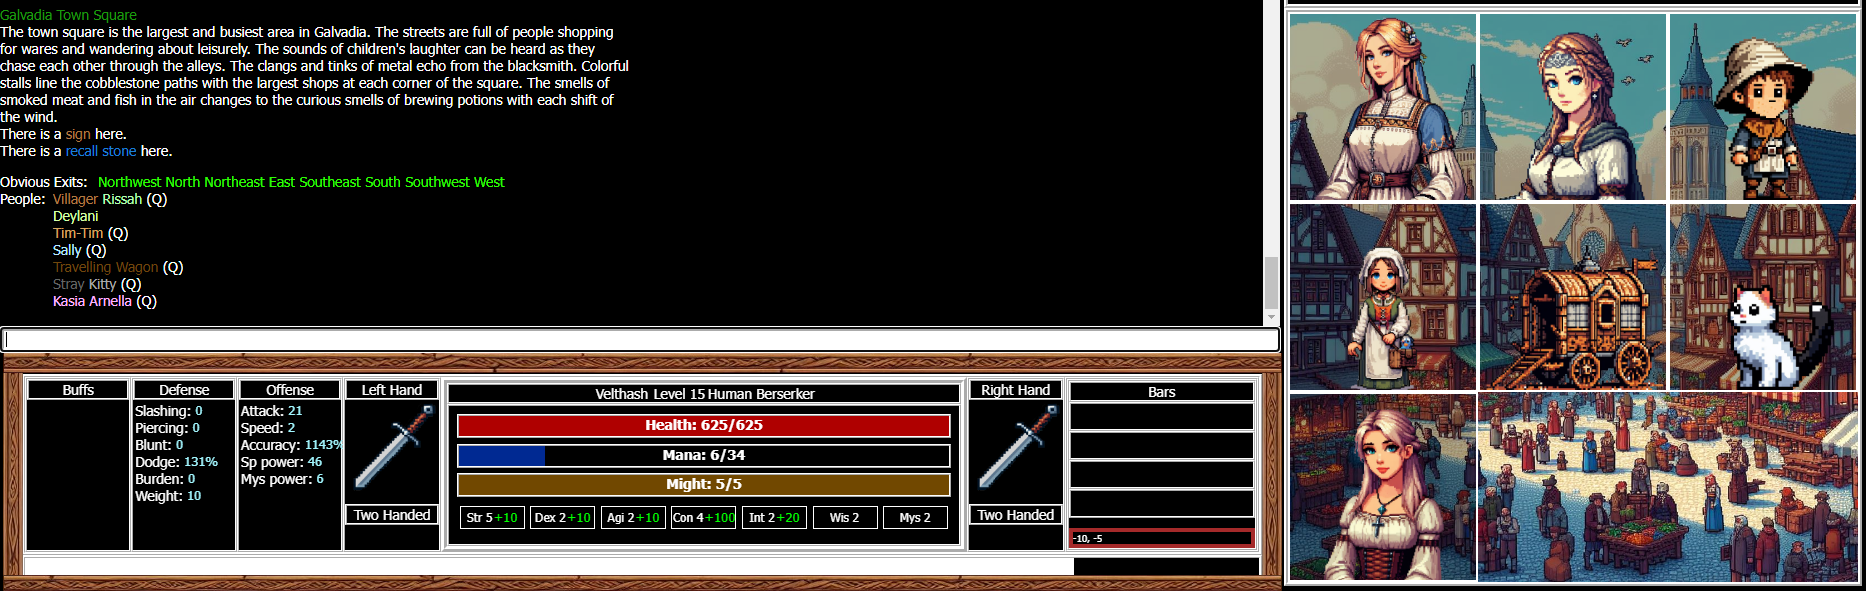 Galvadia Town Square
The town square is the largest and busiest area in Galvadia. The streets are full of people shopping
for wares and wandering about leisurely. The sounds of children's laughter can be heard as they
chase each other through the alleys. The clangs and tinks of metal echo from the blacksmith. Colorful
stalls line the cobblestone paths with the largest shops at each corner of the square. The smells of
smoked meat and fish in the air changes to the curious smells of brewing potions with each shift of
the wind.
There is a sign here.
There is a recall stone here.
Obvious Exits: Northwest North Northeast East Southeast South Southwest West
People: Villager Rissah (Q)
Deylani
Tim-Tim (Q)
Sally (Q)
Travelling Wagon (Q)
Stray Kitty (Q)
Kasia Arnella (Q)
Buffs
Defense
Slashing: 0
Piercing: 0
Blunt: 0
Dodge: 131%
Burden: 0
Weight: 10
Offense
Attack: 21
Speed: 2
Accuracy: 1143%
Sp power: 46
Mys power: 6
Left Hand
Two Handed
Velthash Level 15 Human Berserker
Health: 625/625
Mana: 6/34
Might: 5/5
Str 5+10 Dex 2+10 Agi 2+10 Con 4+100 Int 2+20 Wis 2 Mys 2
Right Hand
Two Handed
Bars
-10, -5